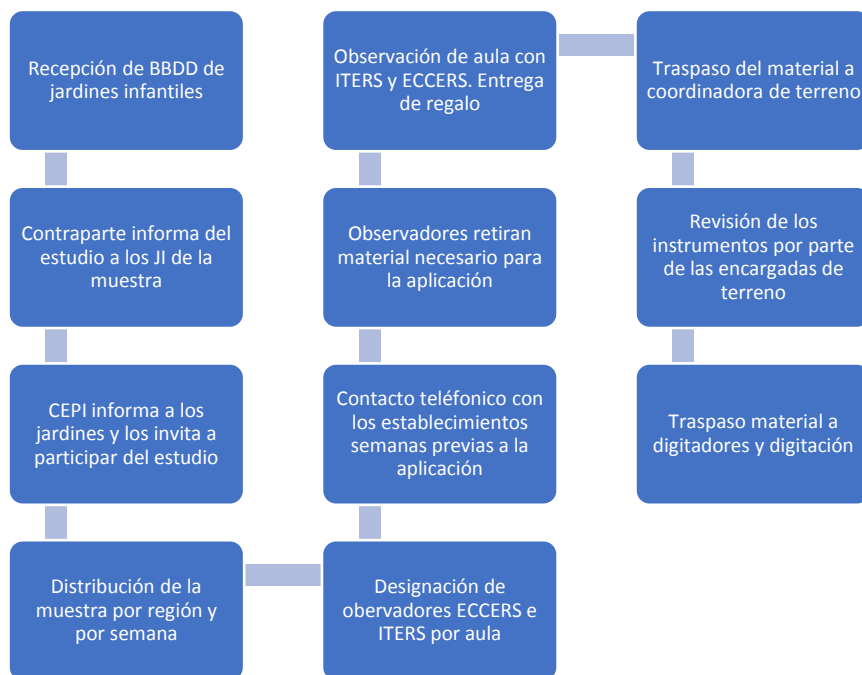 Recepción de BBDD de
jardines infantiles
Contraparte informa del
estudio a los JI de la
muestra
CEPI informa a los
jardines y los invita a
participar del estudio
Distribución de la
muestra por región y
por semana
Designación de
obervadores ECCERS e
ITERS por aula
Contacto teléfonico con
los establecimientos
semanas previas a la
aplicación
Observadores retiran
material necesario para
la aplicación
Observación de aula con
ITERS y ECCERS. Entrega
de regalo
Traspaso del material a
coordinadora de terreno
Revisión de los
instrumentos por parte
de las encargadas de
terreno
Traspaso material a
digitadores y digitación